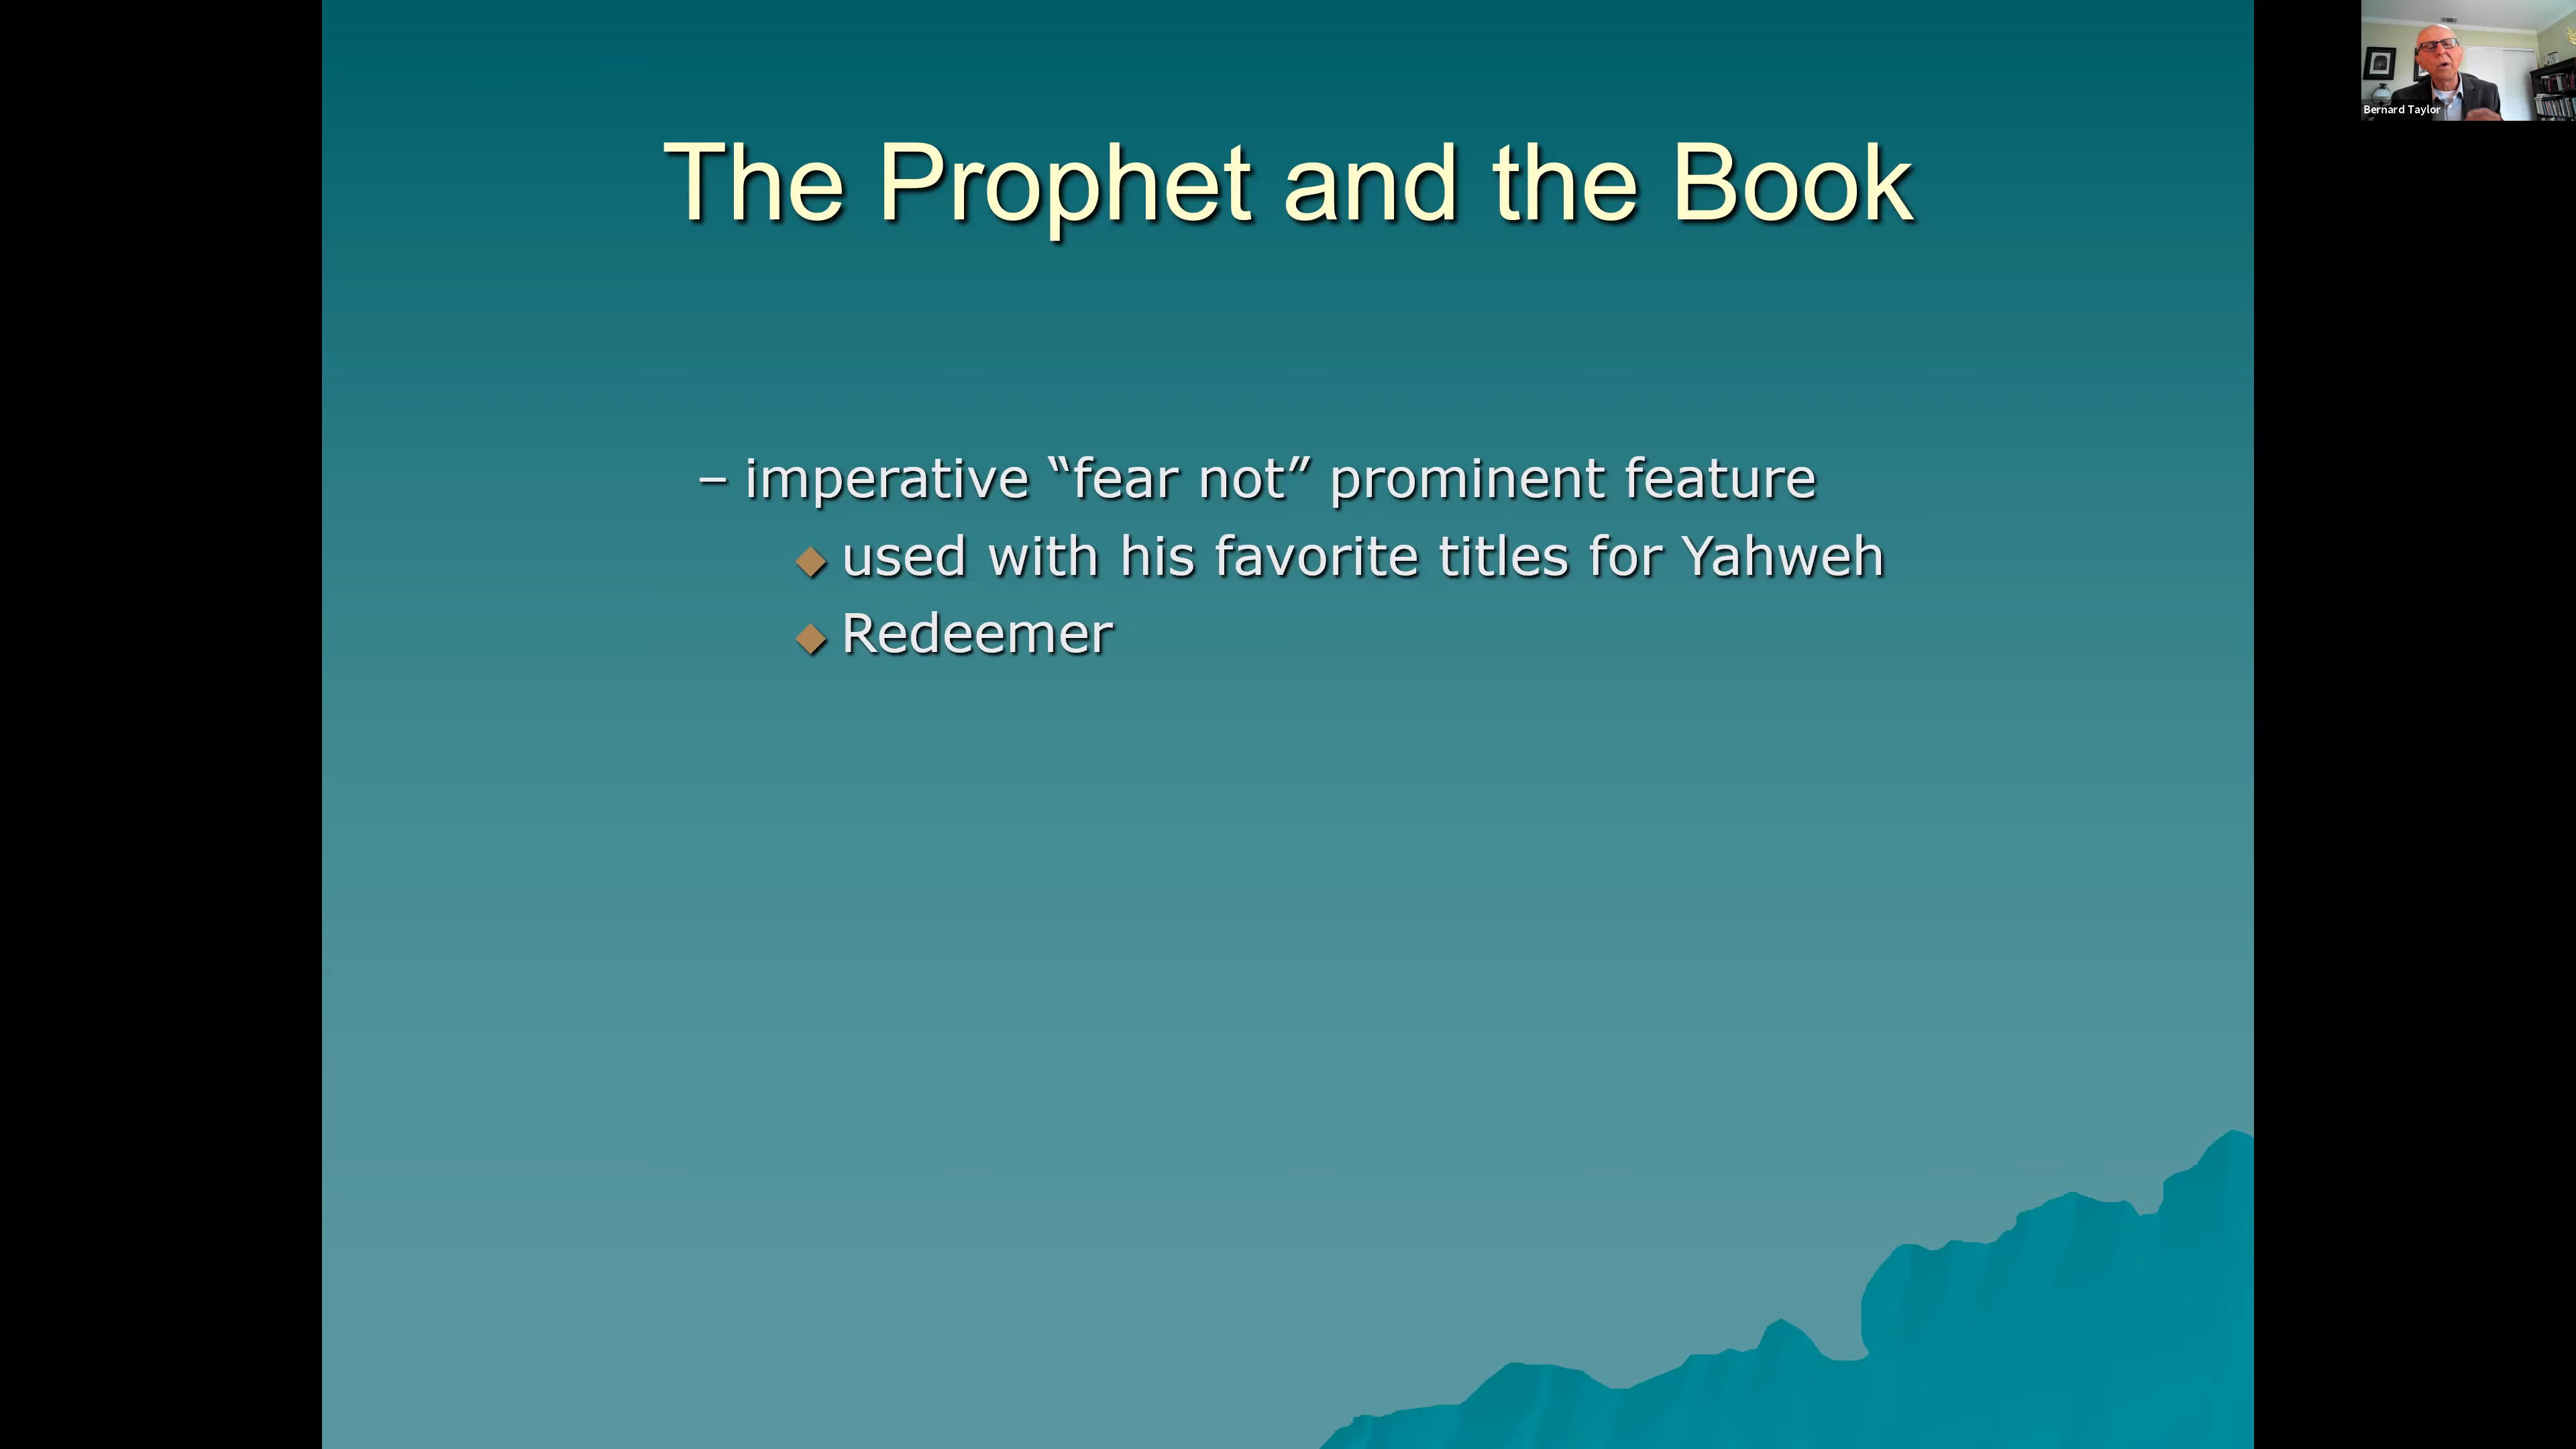 The Prophet and the Book
– imperative “fear not” prominent feature
◆ used with his favorite titles for Yahweh
◆ Redeemer
Bernard Taylor